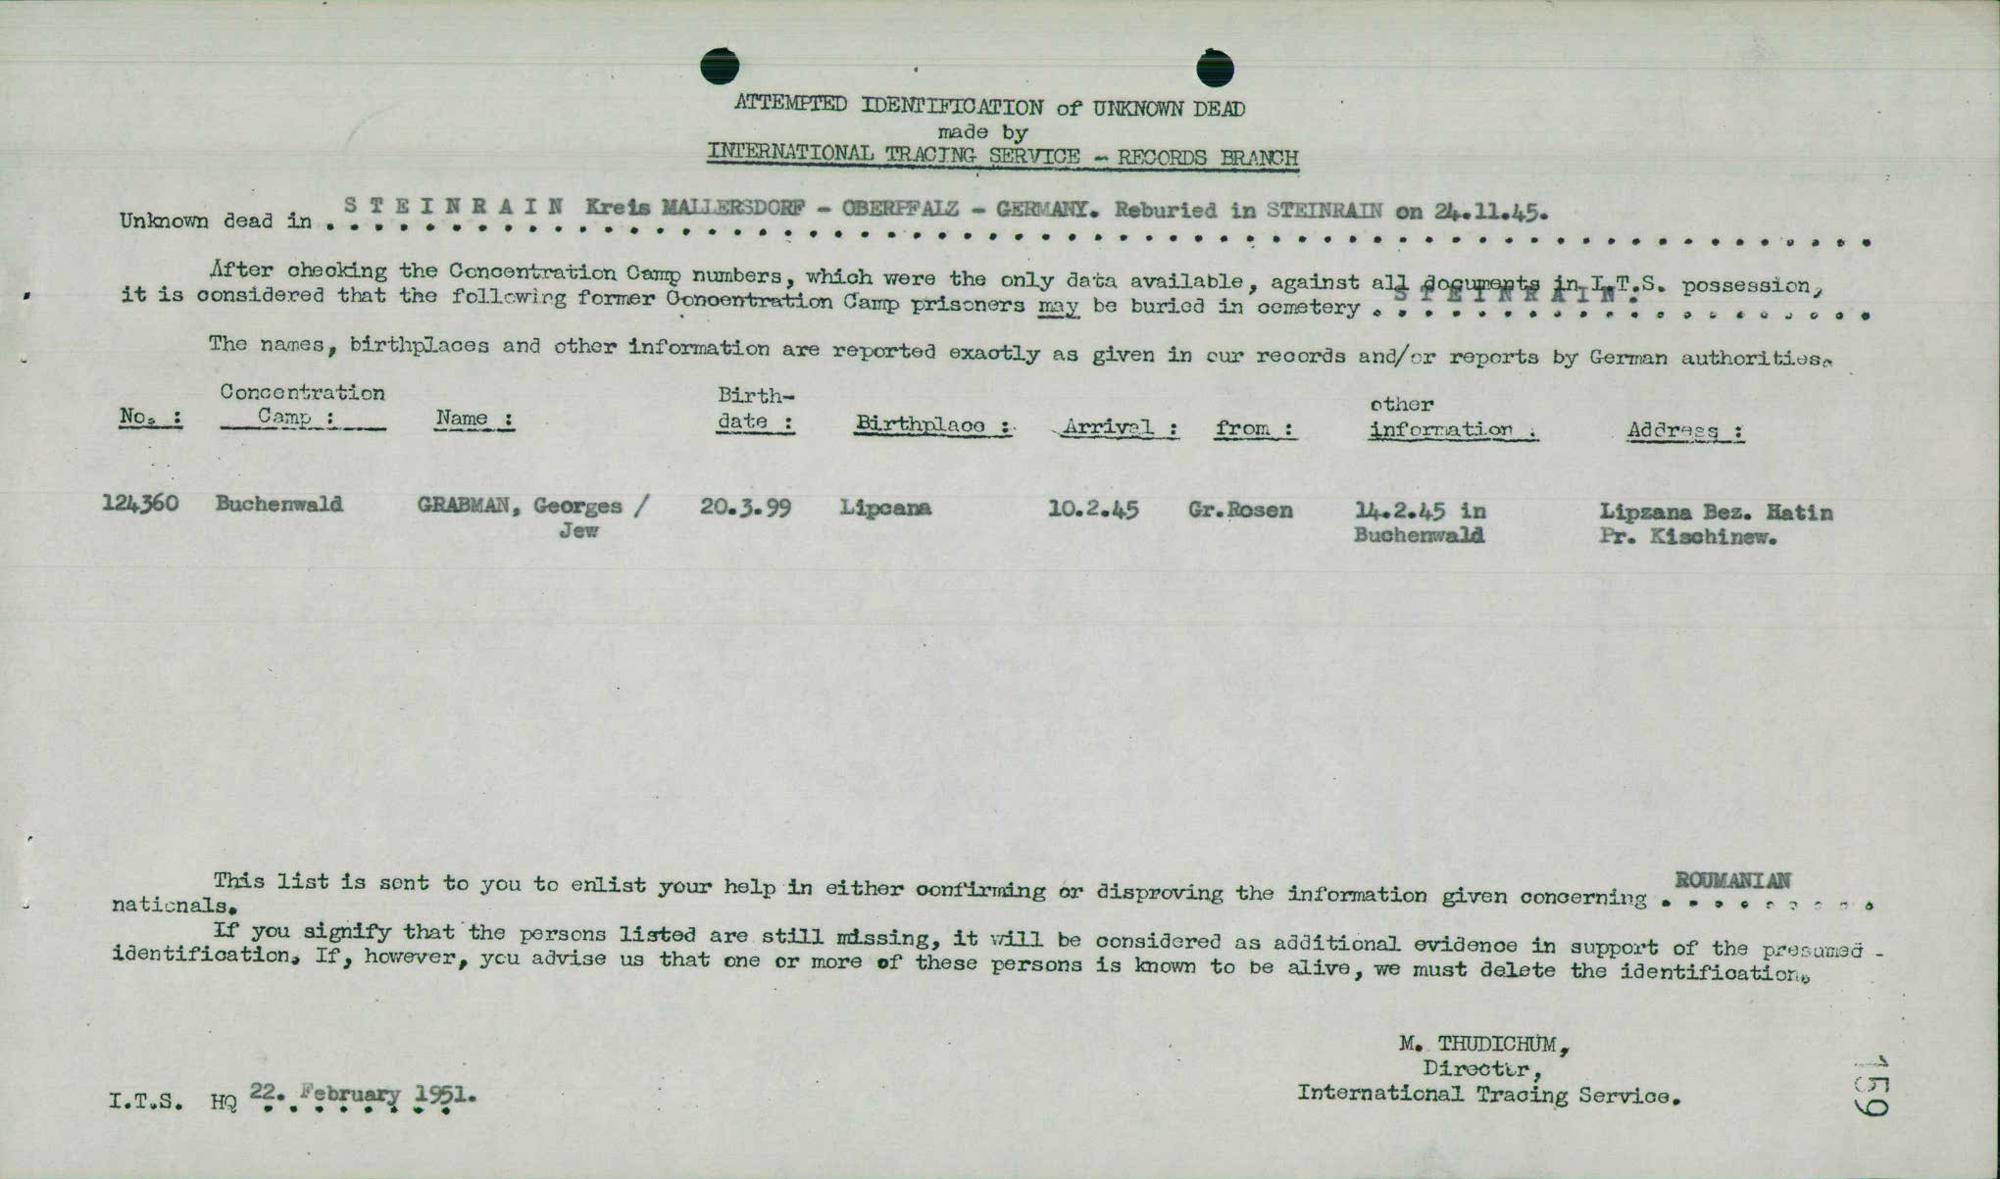 ATTEMPTED IDENTIFICATION of UNKNOWN DEAD
made by
INTERNATIONAL TRACING SERVICE - RECORDS BRANCH
Unknown dead in . S T E I N R A I N Kreis MALLERSDORF - OBERPFALZ - GERMANY. Reburied in STEINRAIN on 24.11.45.
After checking the Concentration Camp numbers, which were the only data available, against all documents in I.T.S. possession,
it is considered that the following former Concentration Camp prisoners may be buried in cemetery . S T E I N R A I N .
The names, birthplaces and other information are reported exactly as given in our records and/or reports by German authorities.
No. : Concentration Camp : Name : Birth-date : Birthplace : Arrival : from : other information : Address :
124360 Buchenwald GRABMAN, Georges / 20.3.99 Lipcana 10.2.45 Gr.Rosen 14.2.45 in Lipzana Bez. Hatin
Jew Buchenwald Pr. Kischinew.
This list is sent to you to enlist your help in either confirming or disproving the information given concerning . ROUMANIAN
nationals.
If you signify that the persons listed are still missing, it will be considered as additional evidence in support of the presumed -
identification. If, however, you advise us that one or more of these persons is known to be alive, we must delete the identification.
M. THUDICHUM,
Director,
International Tracing Service.
I.T.S. HQ 22. February 1951.
159